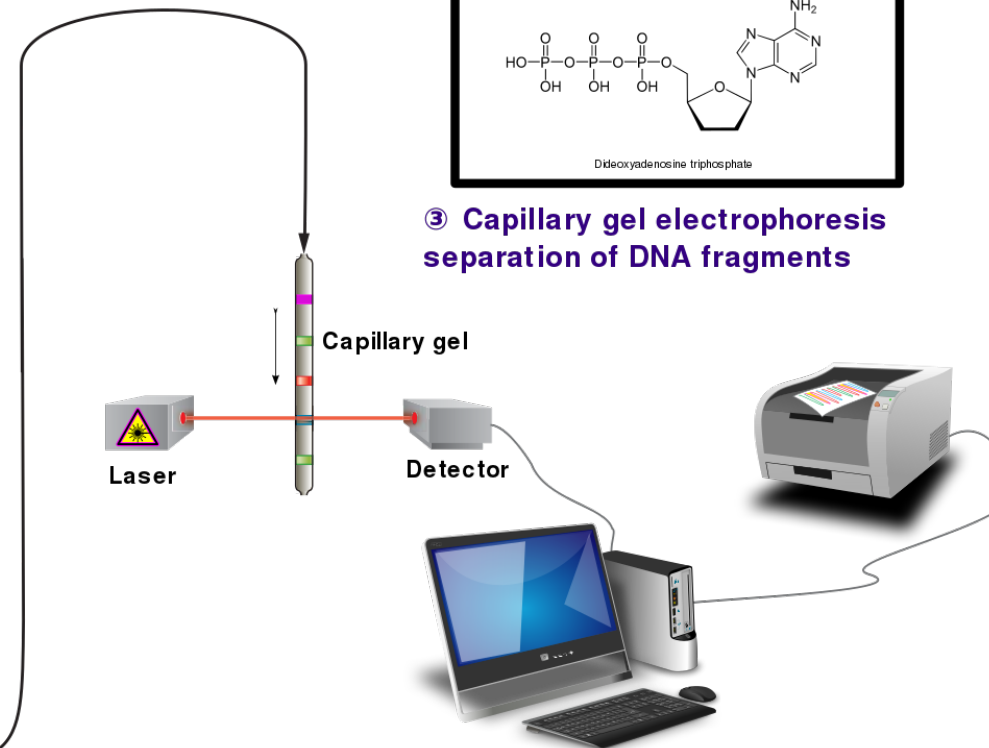 NH2
N
N
N
N
O O O
HO P O P O P O
OH OH OH
O
Dideoxyadenosine triphosphate
③ Capillary gel electrophoresis
separation of DNA fragments
Capillary gel
Laser
Detector